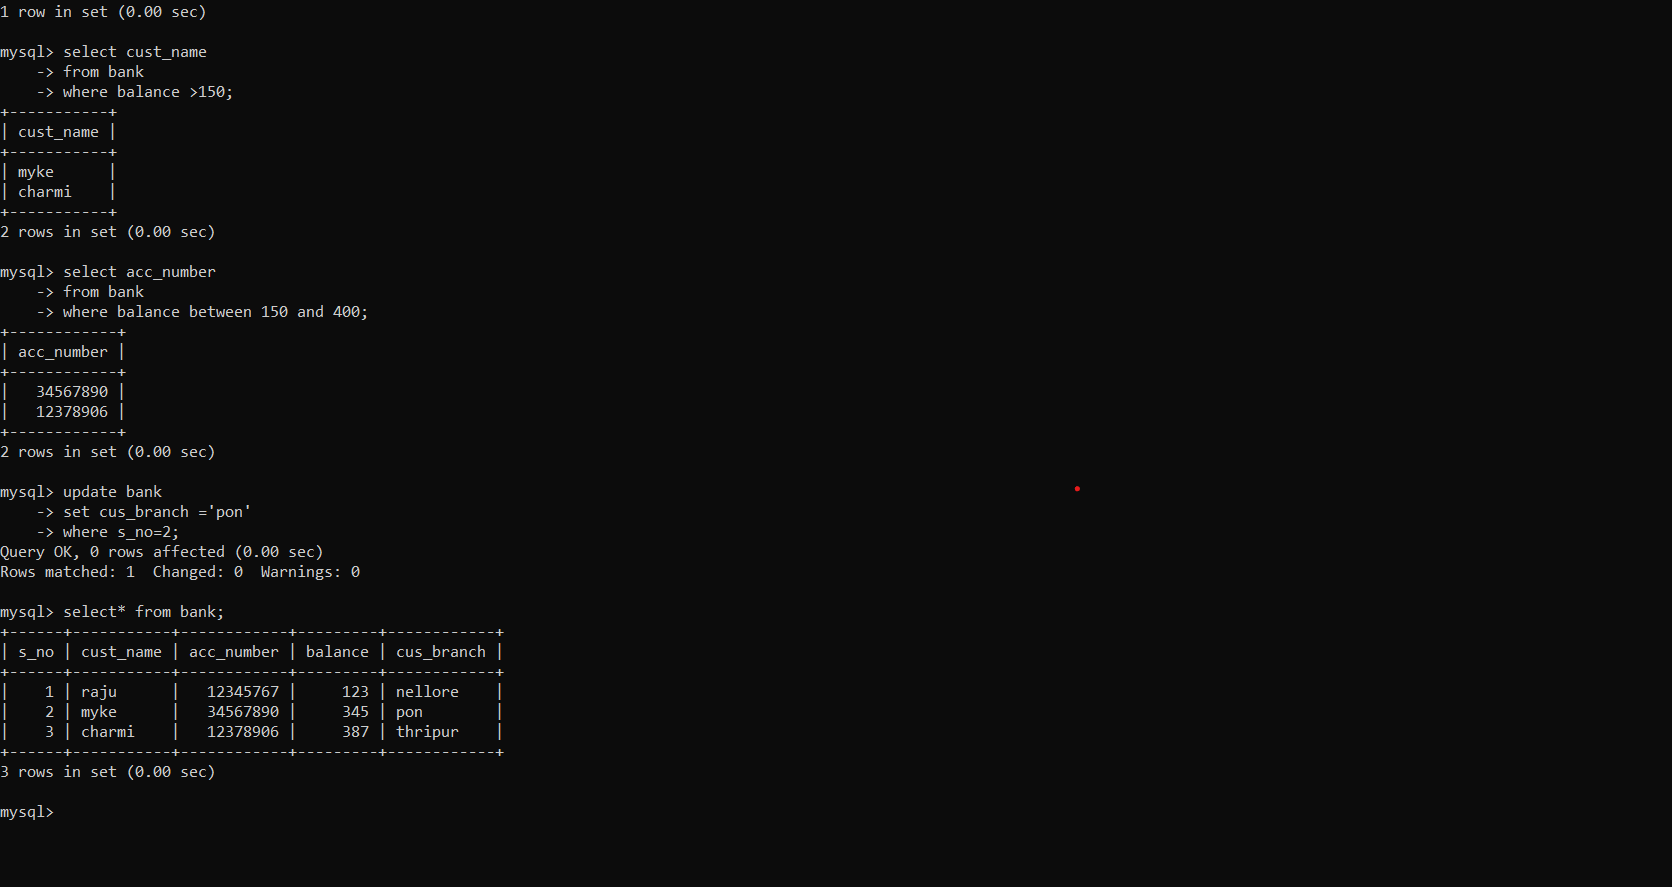 1 row in set (0.00 sec)
mysql> select cust_name
    -> from bank
    -> where balance >150;
+-----------+
| cust_name |
+-----------+
| myke      |
| charmi    |
+-----------+
2 rows in set (0.00 sec)
mysql> select acc_number
    -> from bank
    -> where balance between 150 and 400;
+------------+
| acc_number |
+------------+
|   34567890 |
|   12378906 |
+------------+
2 rows in set (0.00 sec)
mysql> update bank
    -> set cus_branch ='pon'
    -> where s_no=2;
Query OK, 0 rows affected (0.00 sec)
Rows matched: 1  Changed: 0  Warnings: 0
mysql> select* from bank;
+------+-----------+------------+---------+------------+
| s_no | cust_name | acc_number | balance | cus_branch |
+------+-----------+------------+---------+------------+
|    1 | raju      |   12345767 |     123 | nellore    |
|    2 | myke      |   34567890 |     345 | pon        |
|    3 | charmi    |   12378906 |     387 | thripur    |
+------+-----------+------------+---------+------------+
3 rows in set (0.00 sec)
mysql>